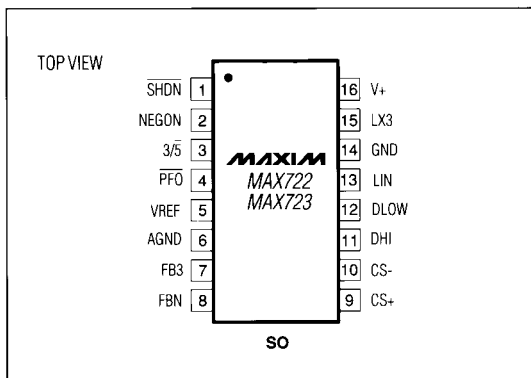 TOP VIEW
SHDN 1
NEGON 2
3/5 3
PFO 4
VREF 5
AGND 6
FB3 7
FBN 8
MAXIM
MAX722
MAX723
16 V+
15 LX3
14 GND
13 LIN
12 DLOW
11 DHI
10 CS-
9 CS+
SO